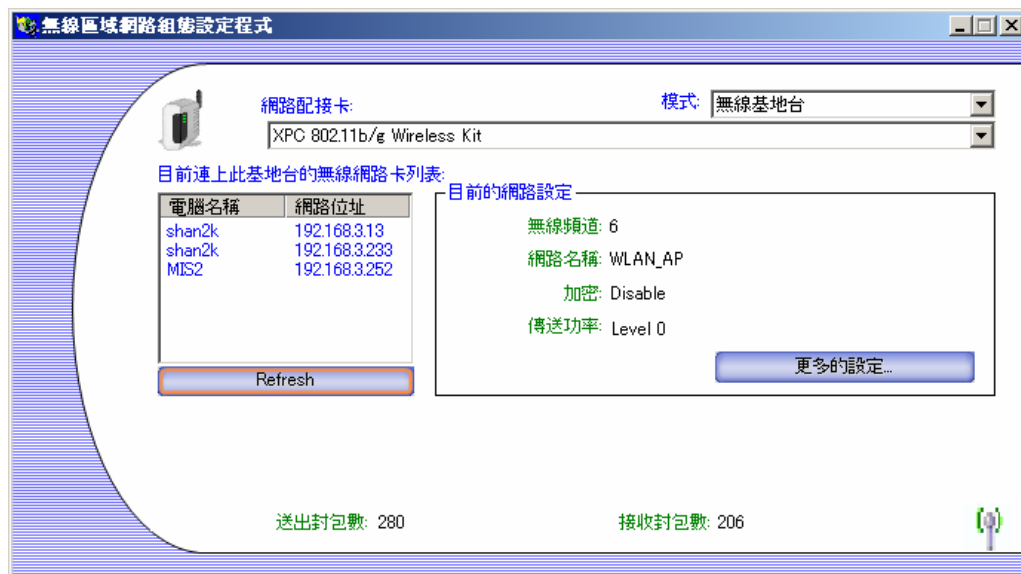 無線區域網路組態設定程式
網路配接卡:
模式: 無線基地台
XPC 802.11b/g Wireless Kit
目前連上此基地台的無線網路卡列表:
電腦名稱 網路位址
shan2k 192.168.3.13
shan2k 192.168.3.233
MIS2 192.168.3.252
Refresh
目前的網路設定
無線頻道: 6
網路名稱: WLAN_AP
加密: Disable
傳送功率: Level 0
更多的設定...
送出封包數: 280
接收封包數: 206